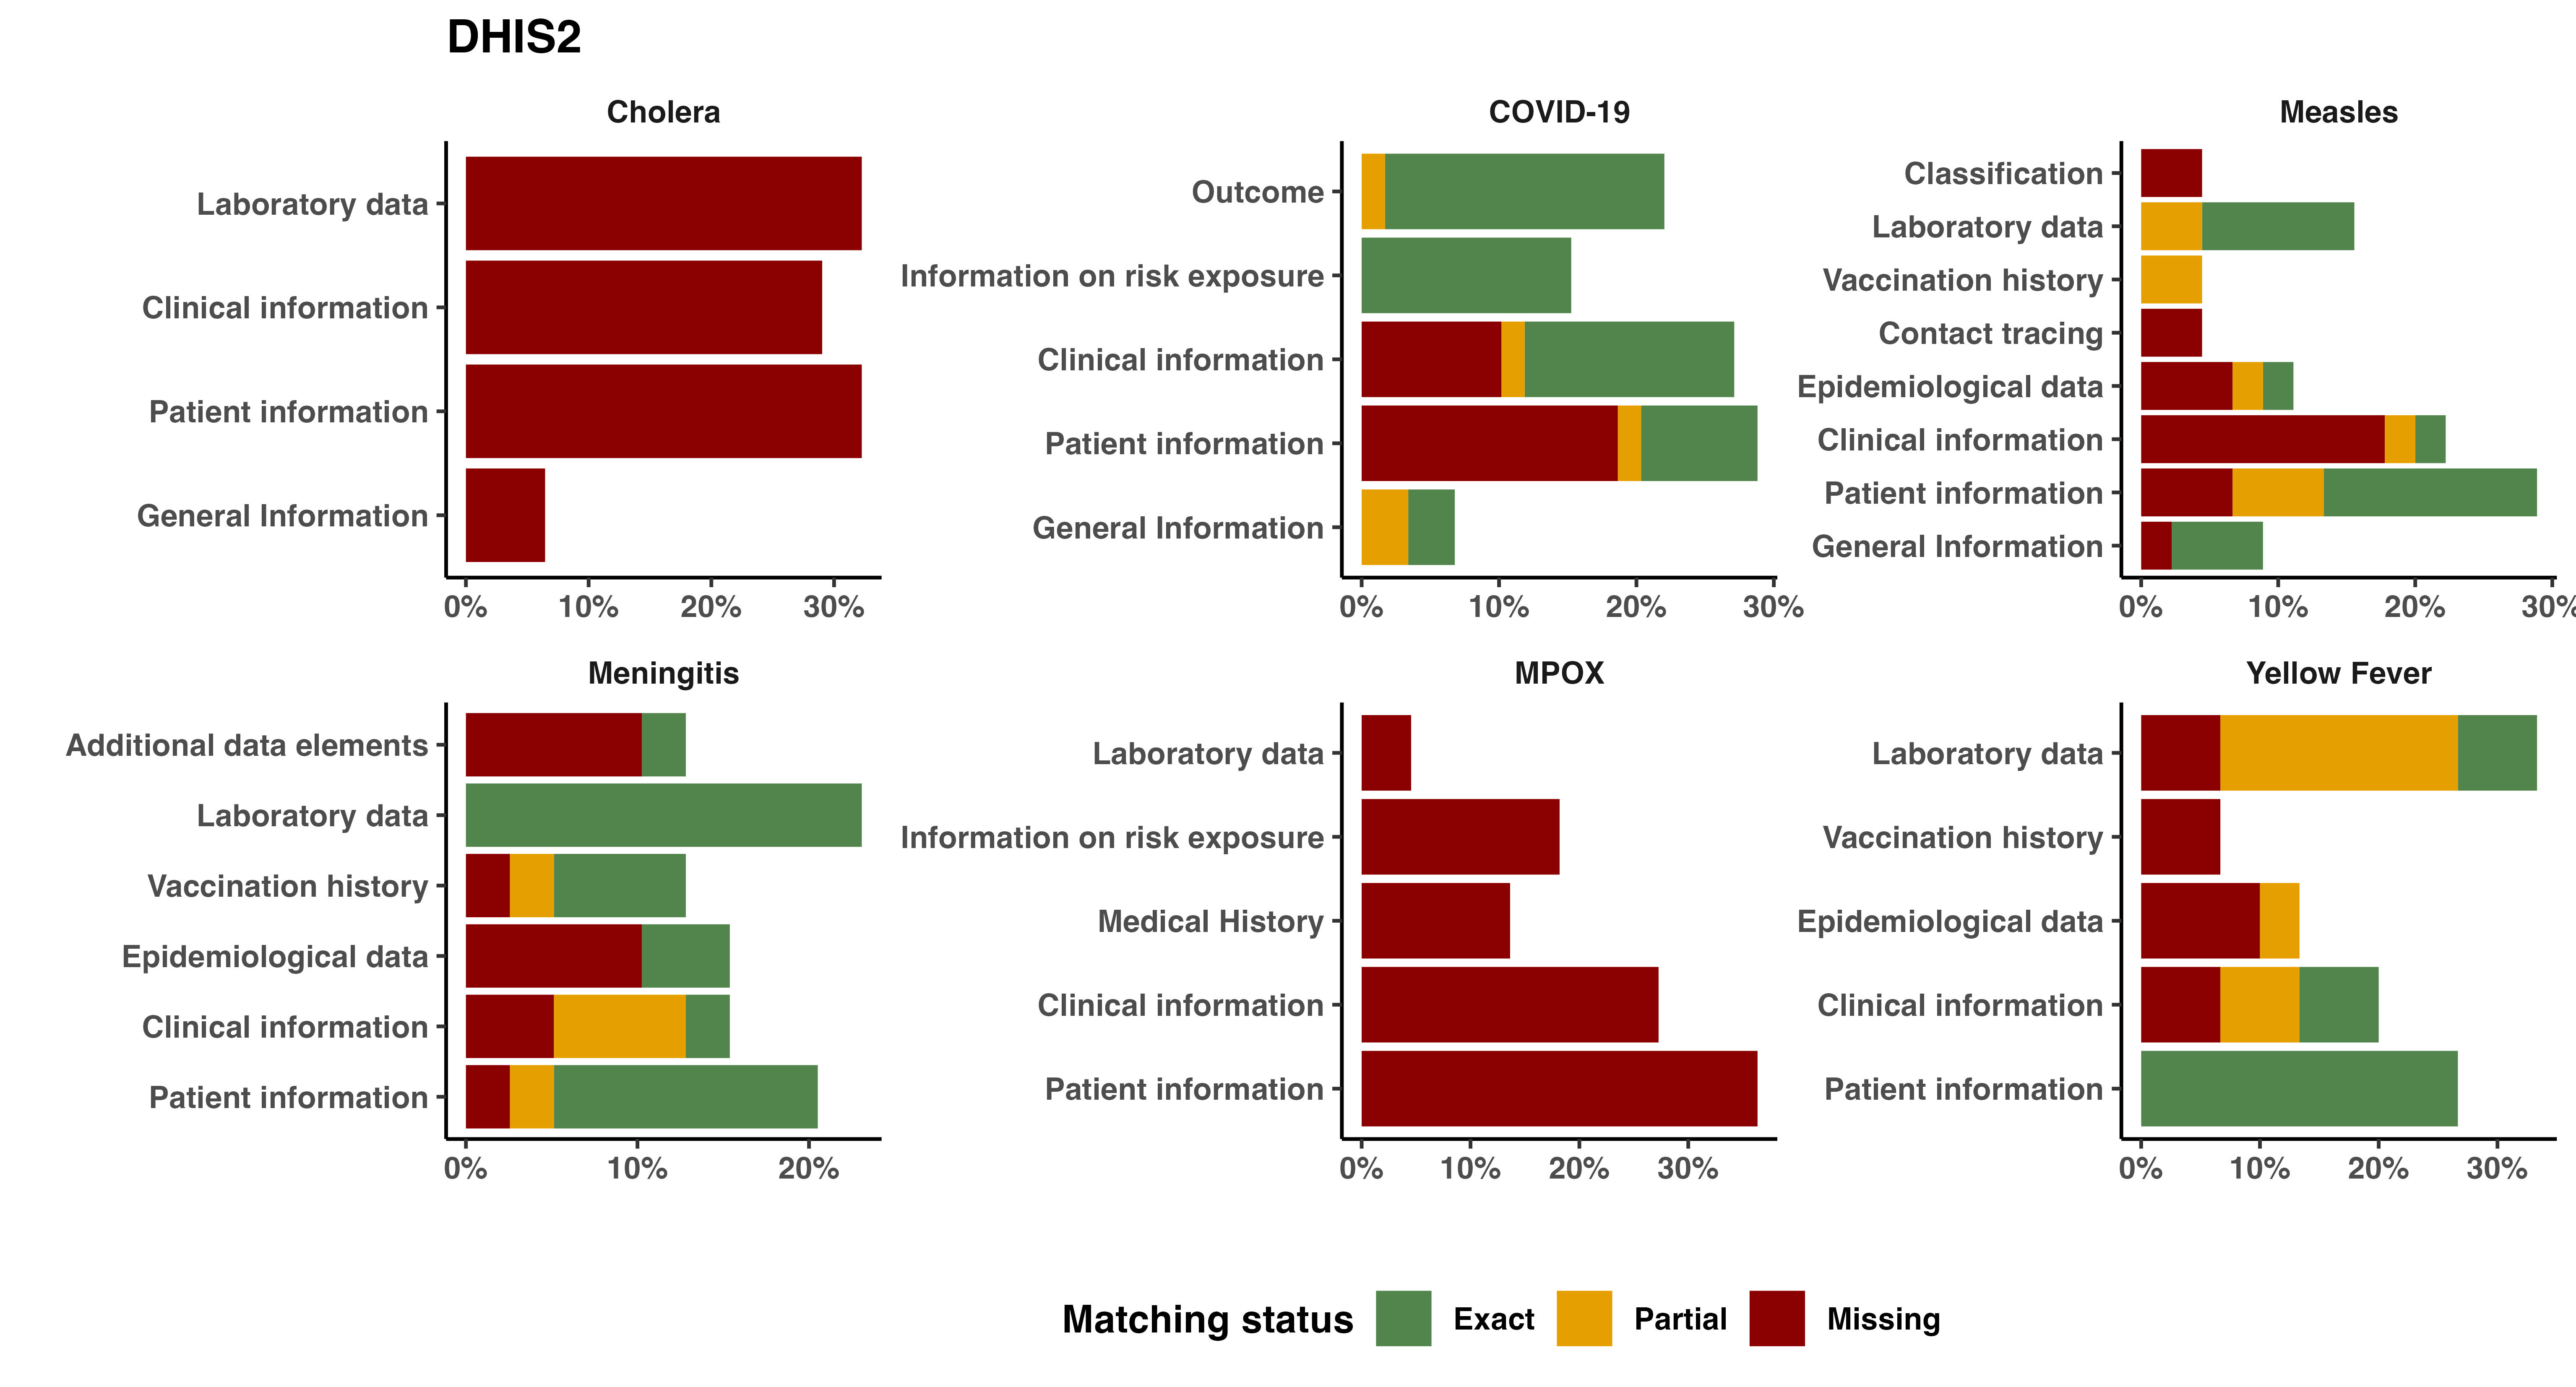 DHIS2
Cholera
Laboratory data
Clinical information
Patient information
General Information
0% 10% 20% 30%
COVID-19
Outcome
Information on risk exposure
Clinical information
Patient information
General Information
0% 10% 20% 30%
Measles
Classification
Laboratory data
Vaccination history
Contact tracing
Epidemiological data
Clinical information
Patient information
General Information
0% 10% 20% 30%
Meningitis
Additional data elements
Laboratory data
Vaccination history
Epidemiological data
Clinical information
Patient information
0% 10% 20%
MPOX
Laboratory data
Information on risk exposure
Medical History
Clinical information
Patient information
0% 10% 20% 30%
Yellow Fever
Laboratory data
Vaccination history
Epidemiological data
Clinical information
Patient information
0% 10% 20% 30%
Matching status Exact Partial Missing